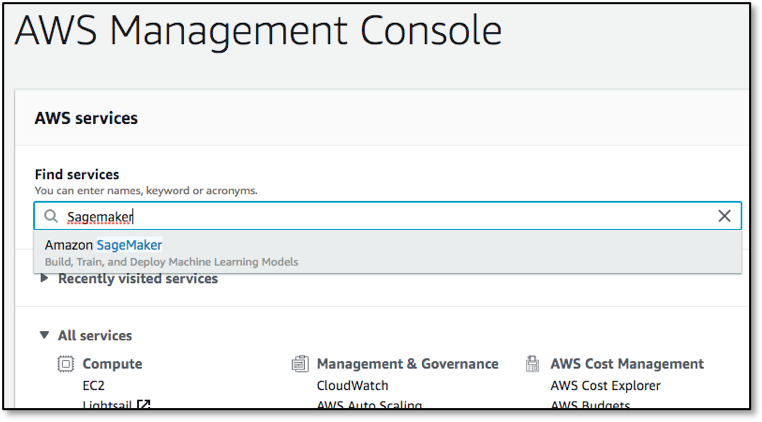 AWS Management Console
AWS services
Find services
You can enter names, keyword or acronyms.
Sagemaker
Amazon SageMaker
Build, Train, and Deploy Machine Learning Models
Recently visited services
All services
Compute
EC2
Lightsail
Management & Governance
CloudWatch
AWS Auto Scaling
AWS Cost Management
AWS Cost Explorer
AWS Budgets